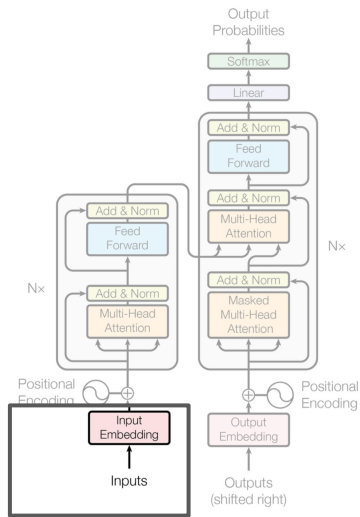 Output
Probabilities
Softmax
Linear
Add & Norm
Feed
Forward
Add & Norm
Multi-Head
Attention
Add & Norm
Masked
Multi-Head
Attention
N×
Add & Norm
Feed
Forward
Add & Norm
Multi-Head
Attention
N×
Positional
Encoding
Positional
Encoding
Input
Embedding
Output
Embedding
Inputs
Outputs
(shifted right)